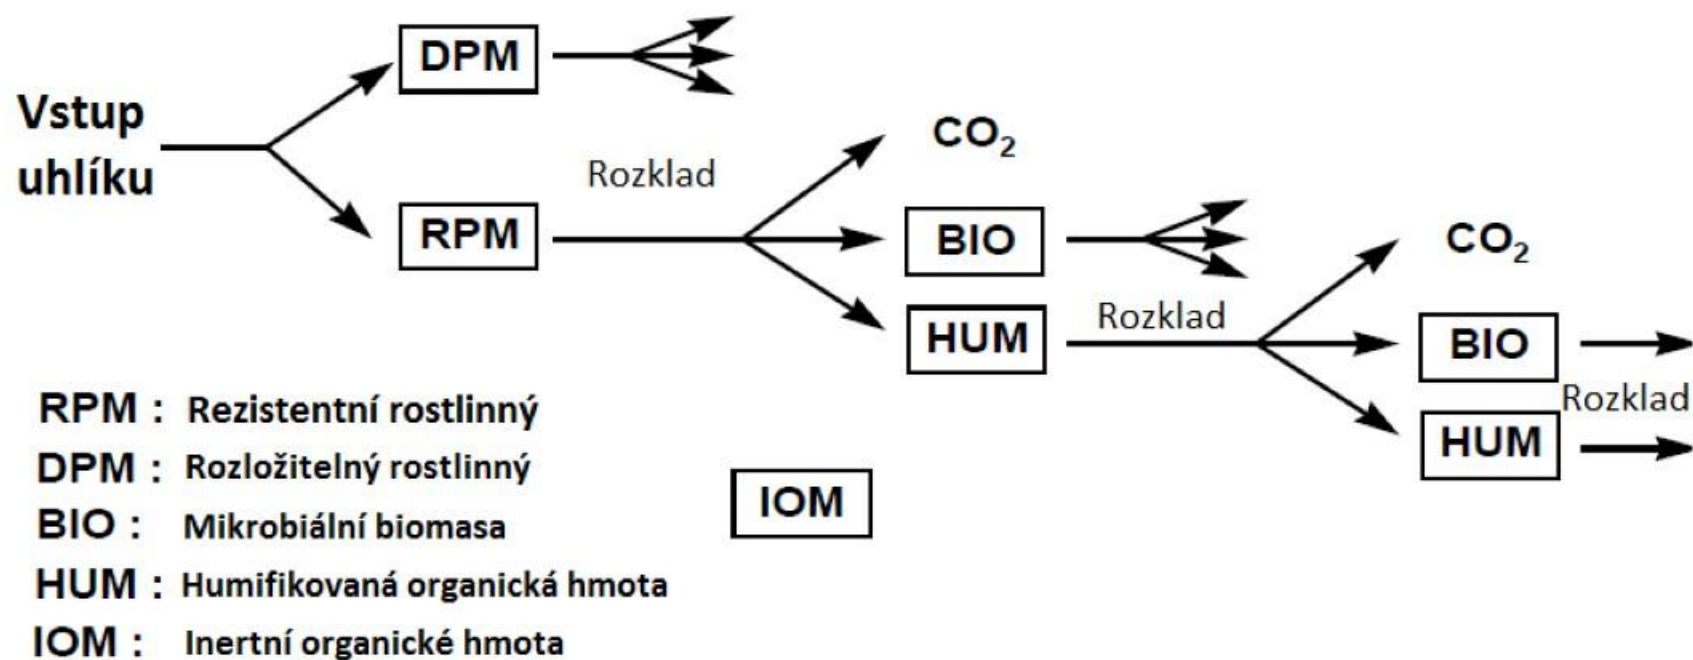 DPM
Vstup
uhlíku
CO₂
Rozklad
RPM
BIO
CO₂
HUM
Rozklad
BIO
Rozklad
HUM
RPM : Rezistentní rostlinný
DPM : Rozložitelný rostlinný
BIO : Mikrobiální biomasa
HUM : Humifikovaná organická hmota
IOM : Inertní organické hmota
IOM